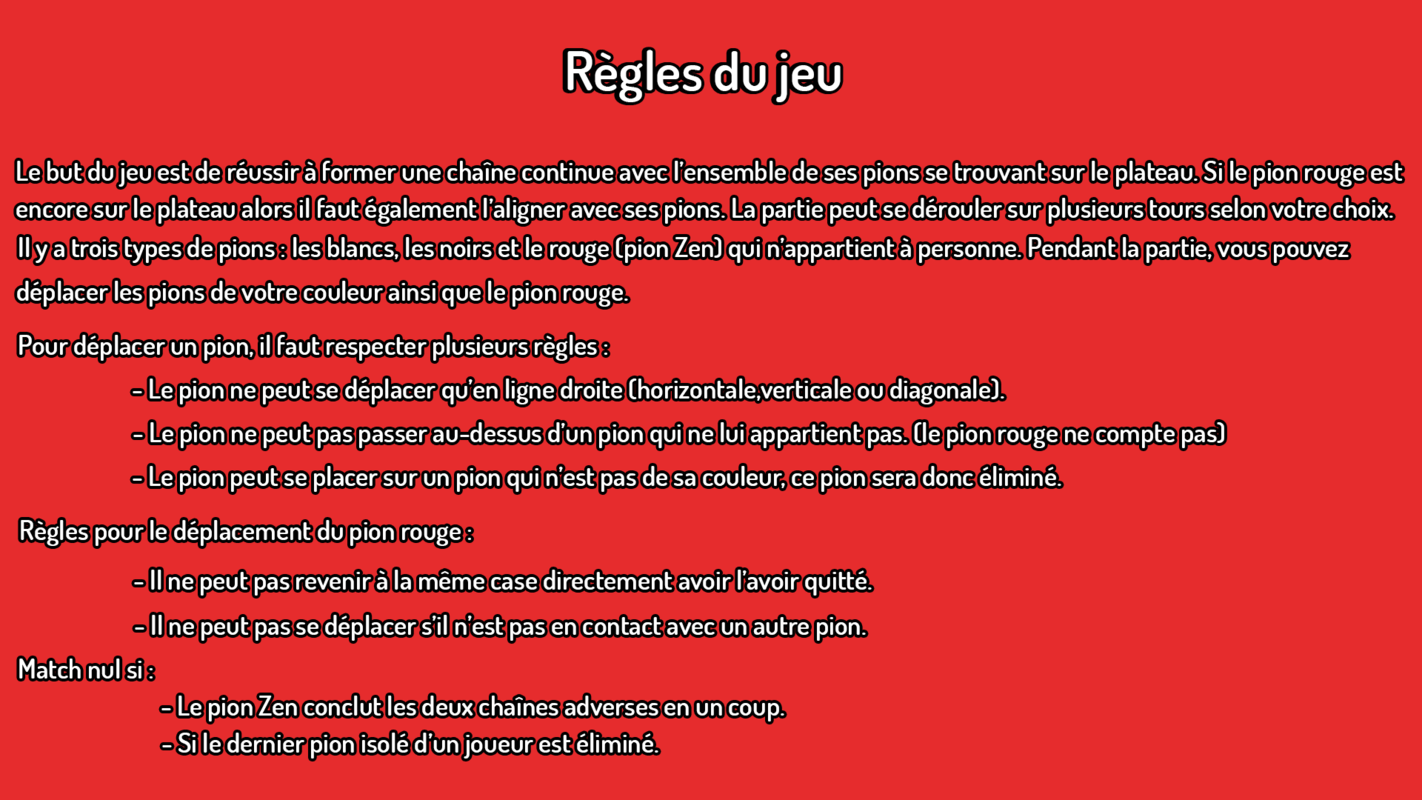 Règles du jeu
Le but du jeu est de réussir à former une chaîne continue avec l'ensemble de ses pions se trouvant sur le plateau. Si le pion rouge est
encore sur le plateau alors il faut également l'aligner avec ses pions. La partie peut se dérouler sur plusieurs tours selon votre choix.
Il y a trois types de pions : les blancs, les noirs et le rouge (pion Zen) qui n'appartient à personne. Pendant la partie, vous pouvez
déplacer les pions de votre couleur ainsi que le pion rouge.
Pour déplacer un pion, il faut respecter plusieurs règles :
- Le pion ne peut se déplacer qu'en ligne droite (horizontale,verticale ou diagonale).
- Le pion ne peut pas passer au-dessus d'un pion qui ne lui appartient pas. (le pion rouge ne compte pas)
- Le pion peut se placer sur un pion qui n'est pas de sa couleur, ce pion sera donc éliminé.
Règles pour le déplacement du pion rouge :
- Il ne peut pas revenir à la même case directement avoir l'avoir quitté.
- Il ne peut pas se déplacer s'il n'est pas en contact avec un autre pion.
Match nul si :
- Le pion Zen conclut les deux chaînes adverses en un coup.
- Si le dernier pion isolé d'un joueur est éliminé.